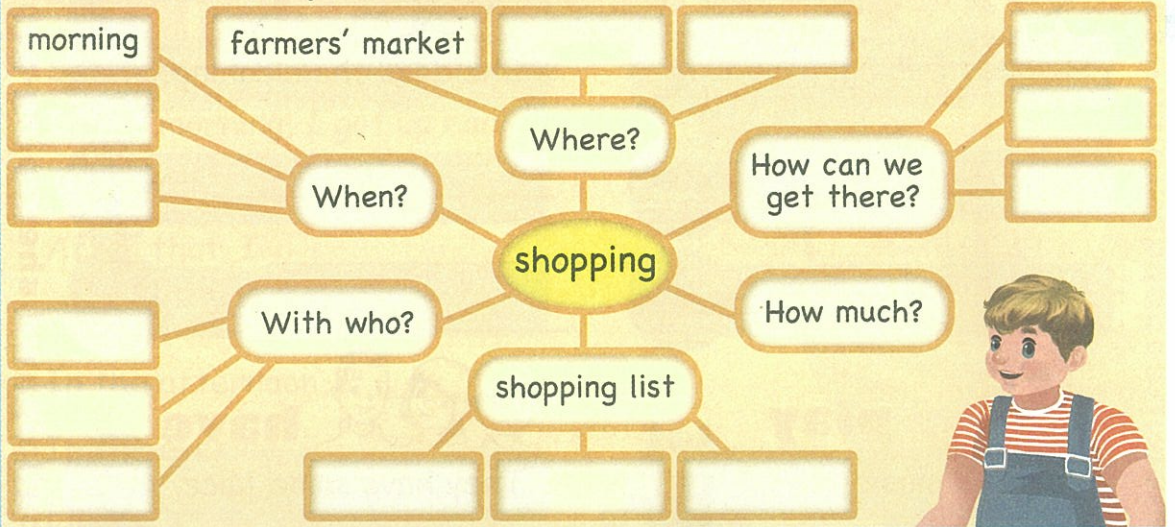 morning
farmers' market
Where?
How can we
get there?
When?
shopping
With who?
How much?
shopping list